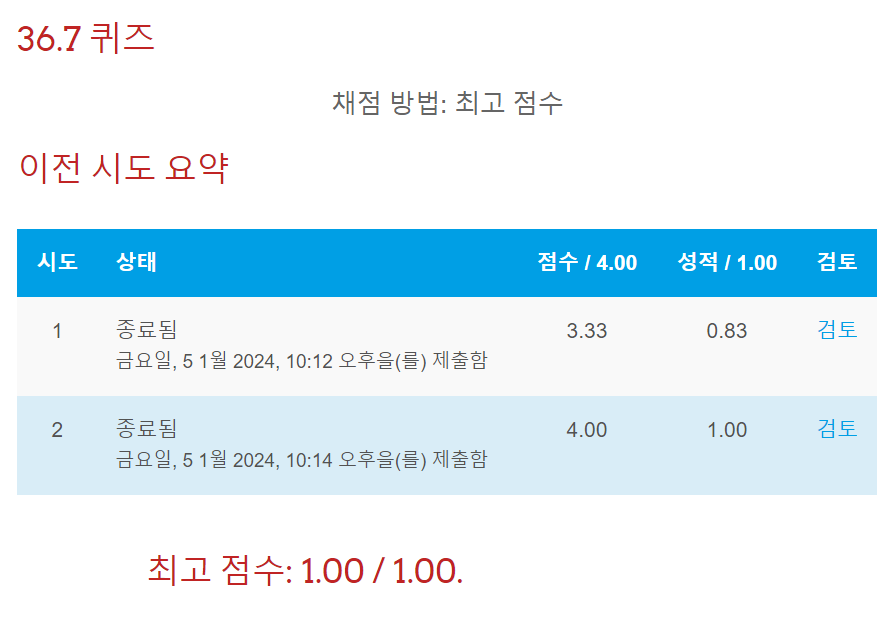 36.7 퀴즈
채점 방법: 최고 점수
이전 시도 요약
시도 상태 점수 / 4.00 성적 / 1.00 검토
1 종료됨 3.33 0.83 검토
금요일, 5 1월 2024, 10:12 오후을(를) 제출함
2 종료됨 4.00 1.00 검토
금요일, 5 1월 2024, 10:14 오후을(를) 제출함
최고 점수: 1.00 / 1.00.